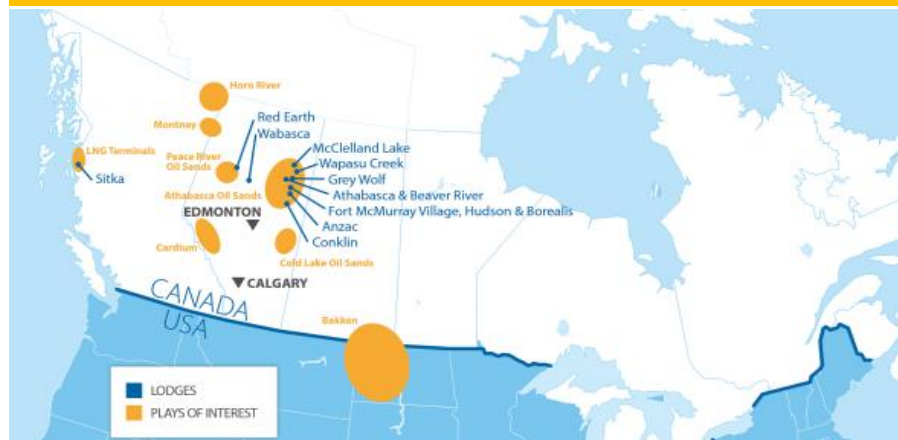 Horn River
Montney
Red Earth
Wabasca
LNG Terminals
Peace River
Oil Sands
Sitka
McClelland Lake
Wapasu Creek
Grey Wolf
Athabasca & Beaver River
Fort McMurray Village, Hudson & Borealis
Anzac
Conklin
Athabasca Oil Sands
EDMONTON
Cardium
Cold Lake Oil Sands
CALGARY
CANADA
USA
Bakken
LODGES
PLAYS OF INTEREST